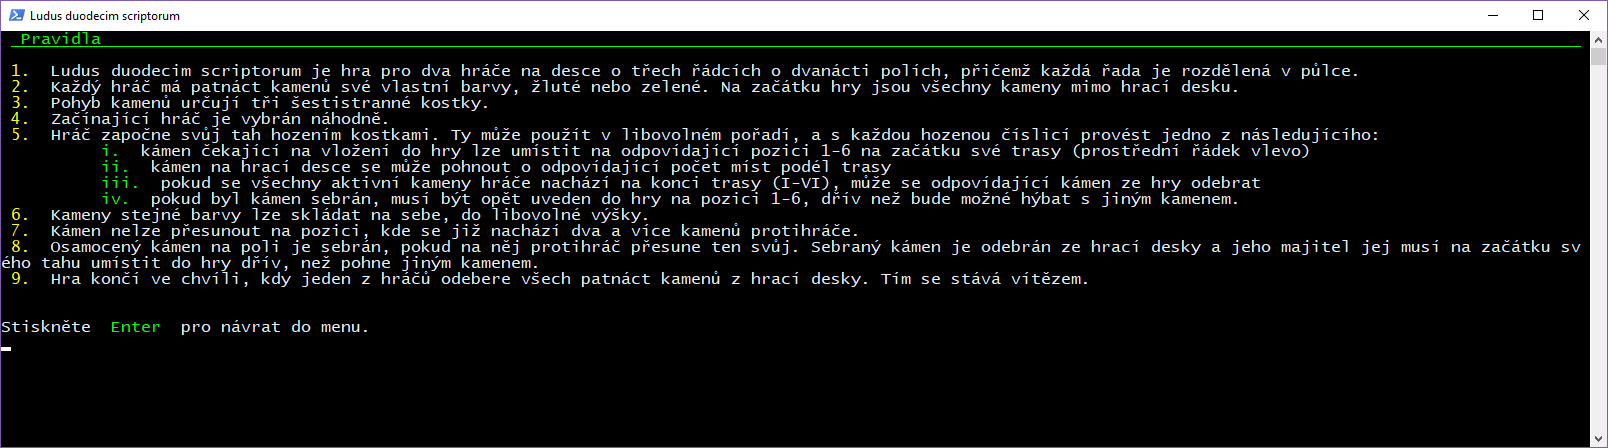 Ludus duodecim scriptorum
Pravidla
1. Ludus duodecim scriptorum je hra pro dva hráče na desce o třech řádcích o dvanácti polích, přičemž každá řada je rozdělená v půlce.
2. Každý hráč má patnáct kamenů své vlastní barvy, žluté nebo zelené. Na začátku hry jsou všechny kameny mimo hrací desku.
3. Pohyb kamenů určují tři šestistranné kostky.
4. Začínající hráč je vybrán náhodně.
5. Hráč započne svůj tah hozením kostkami. Ty může použít v libovolném pořadí, a s každou hozenou číslicí provést jedno z následujícího:
i. kámen čekající na vložení do hry lze umístit na odpovídající pozici 1-6 na začátku své trasy (prostřední řádek vlevo)
ii. kámen na hrací desce se může pohnout o odpovídající počet míst podél trasy
iii. pokud se všechny aktivní kameny hráče nachází na konci trasy (I-VI), může se odpovídající kámen ze hry odebrat
iv. pokud byl kámen sebrán, musí být opět uveden do hry na pozici 1-6, dřív než bude možné hýbat s jiným kamenem.
6. Kameny stejné barvy lze skládat na sebe, do libovolné výšky.
7. Kámen nelze přesunout na pozici, kde se již nachází dva a více kamenů protihráče.
8. Osamocený kámen na poli je sebrán, pokud na něj protihráč přesune ten svůj. Sebraný kámen je odebrán ze hrací desky a jeho majitel jej musí na začátku sv
ého tahu umístit do hry dřív, než pohne jiným kamenem.
9. Hra končí ve chvíli, kdy jeden z hráčů odebere všech patnáct kamenů z hrací desky. Tím se stává vítězem.
Stiskněte Enter pro návrat do menu.